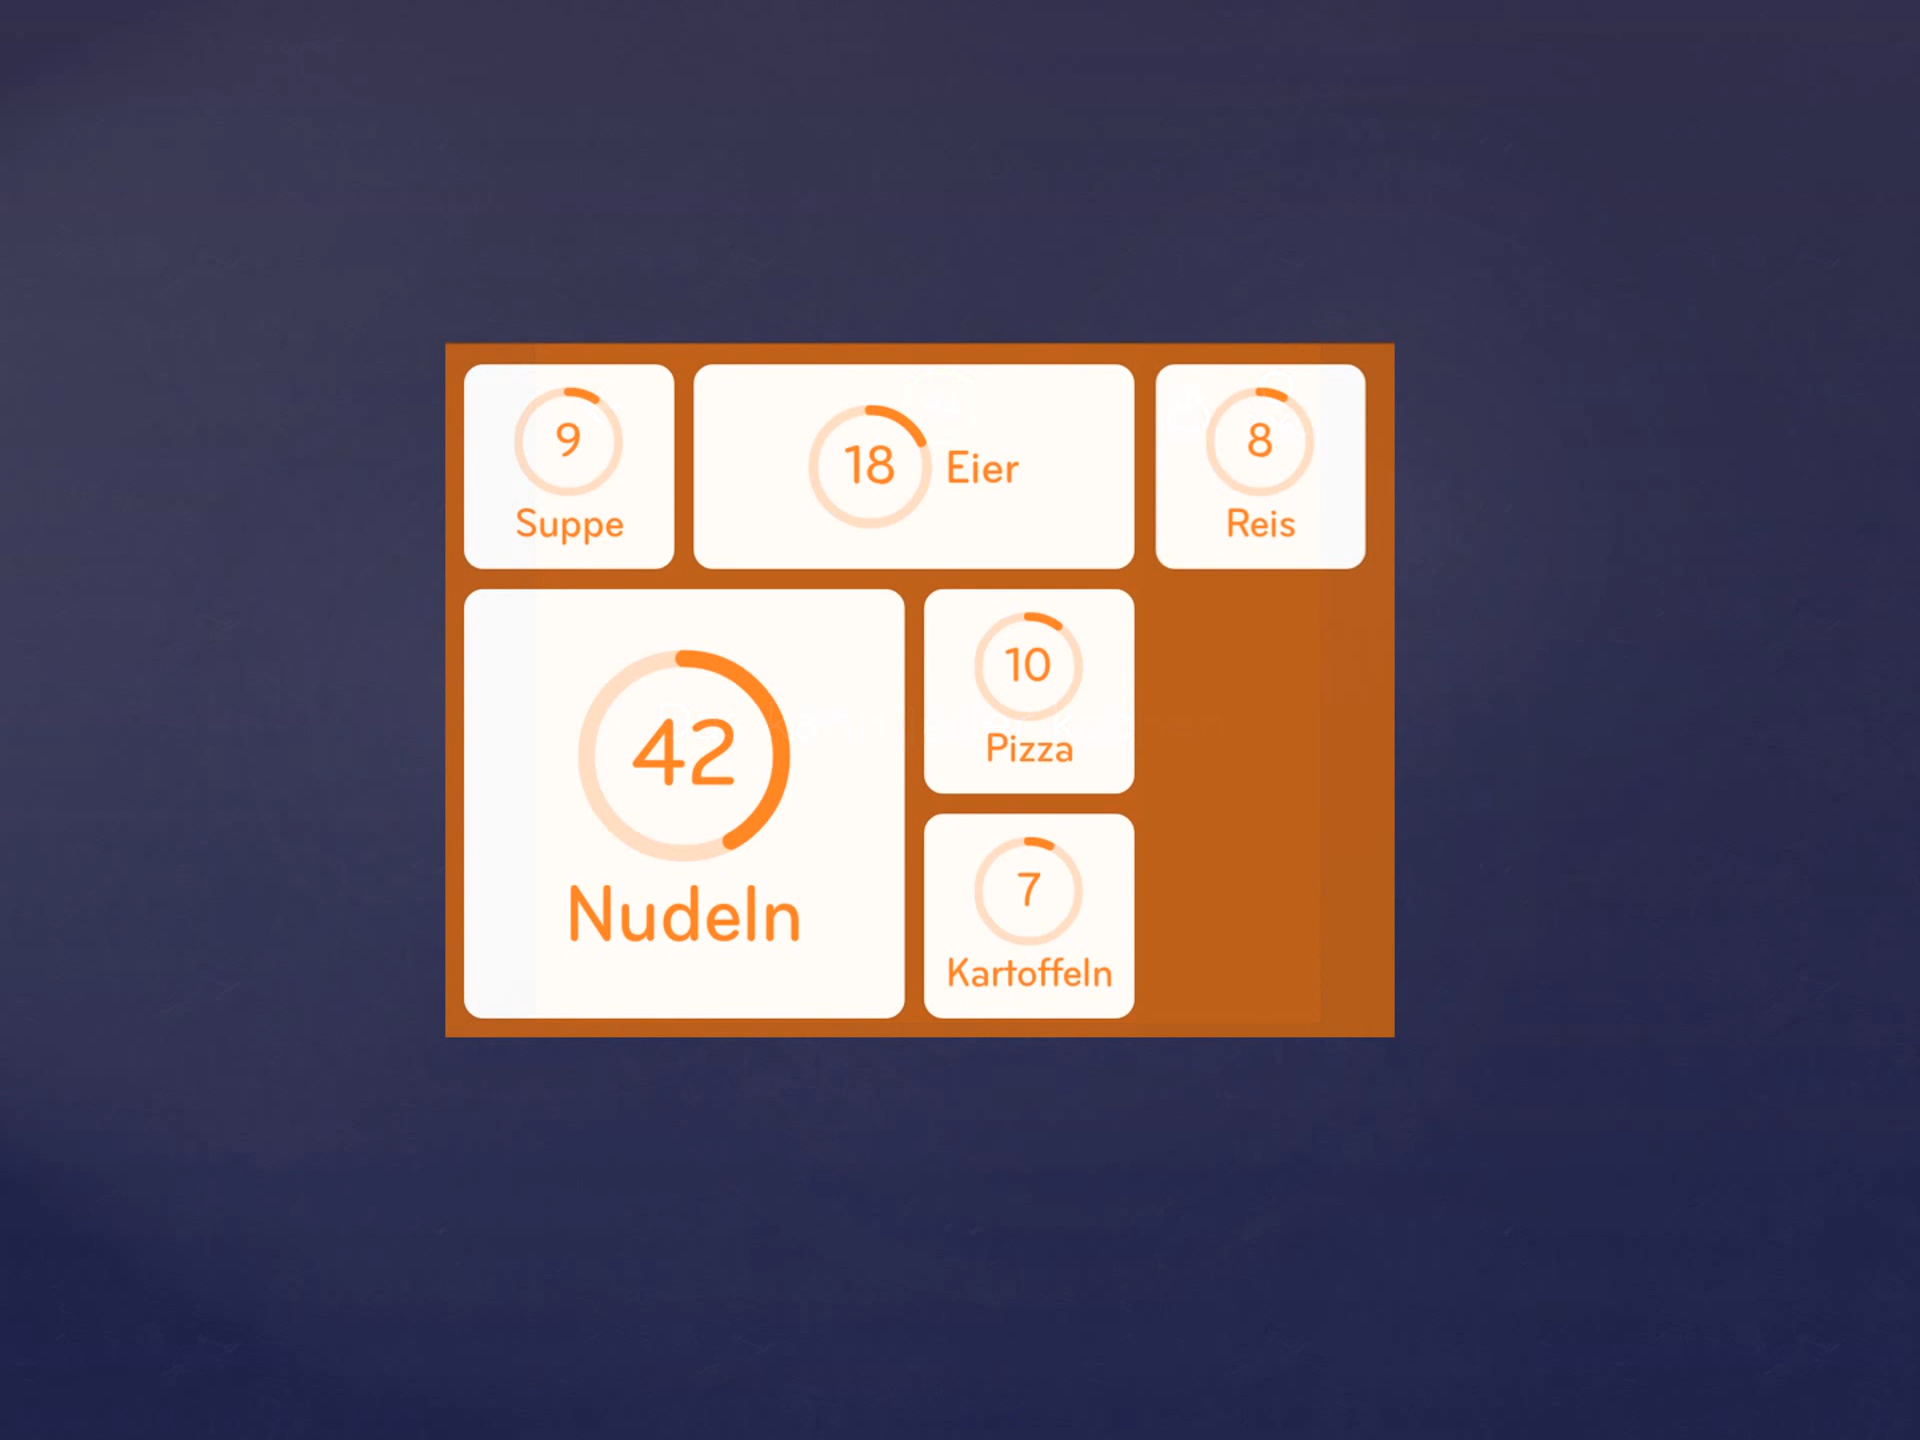 9
Suppe
18 Eier
8
Reis
42
Nudeln
10
Pizza
7
Kartoffeln